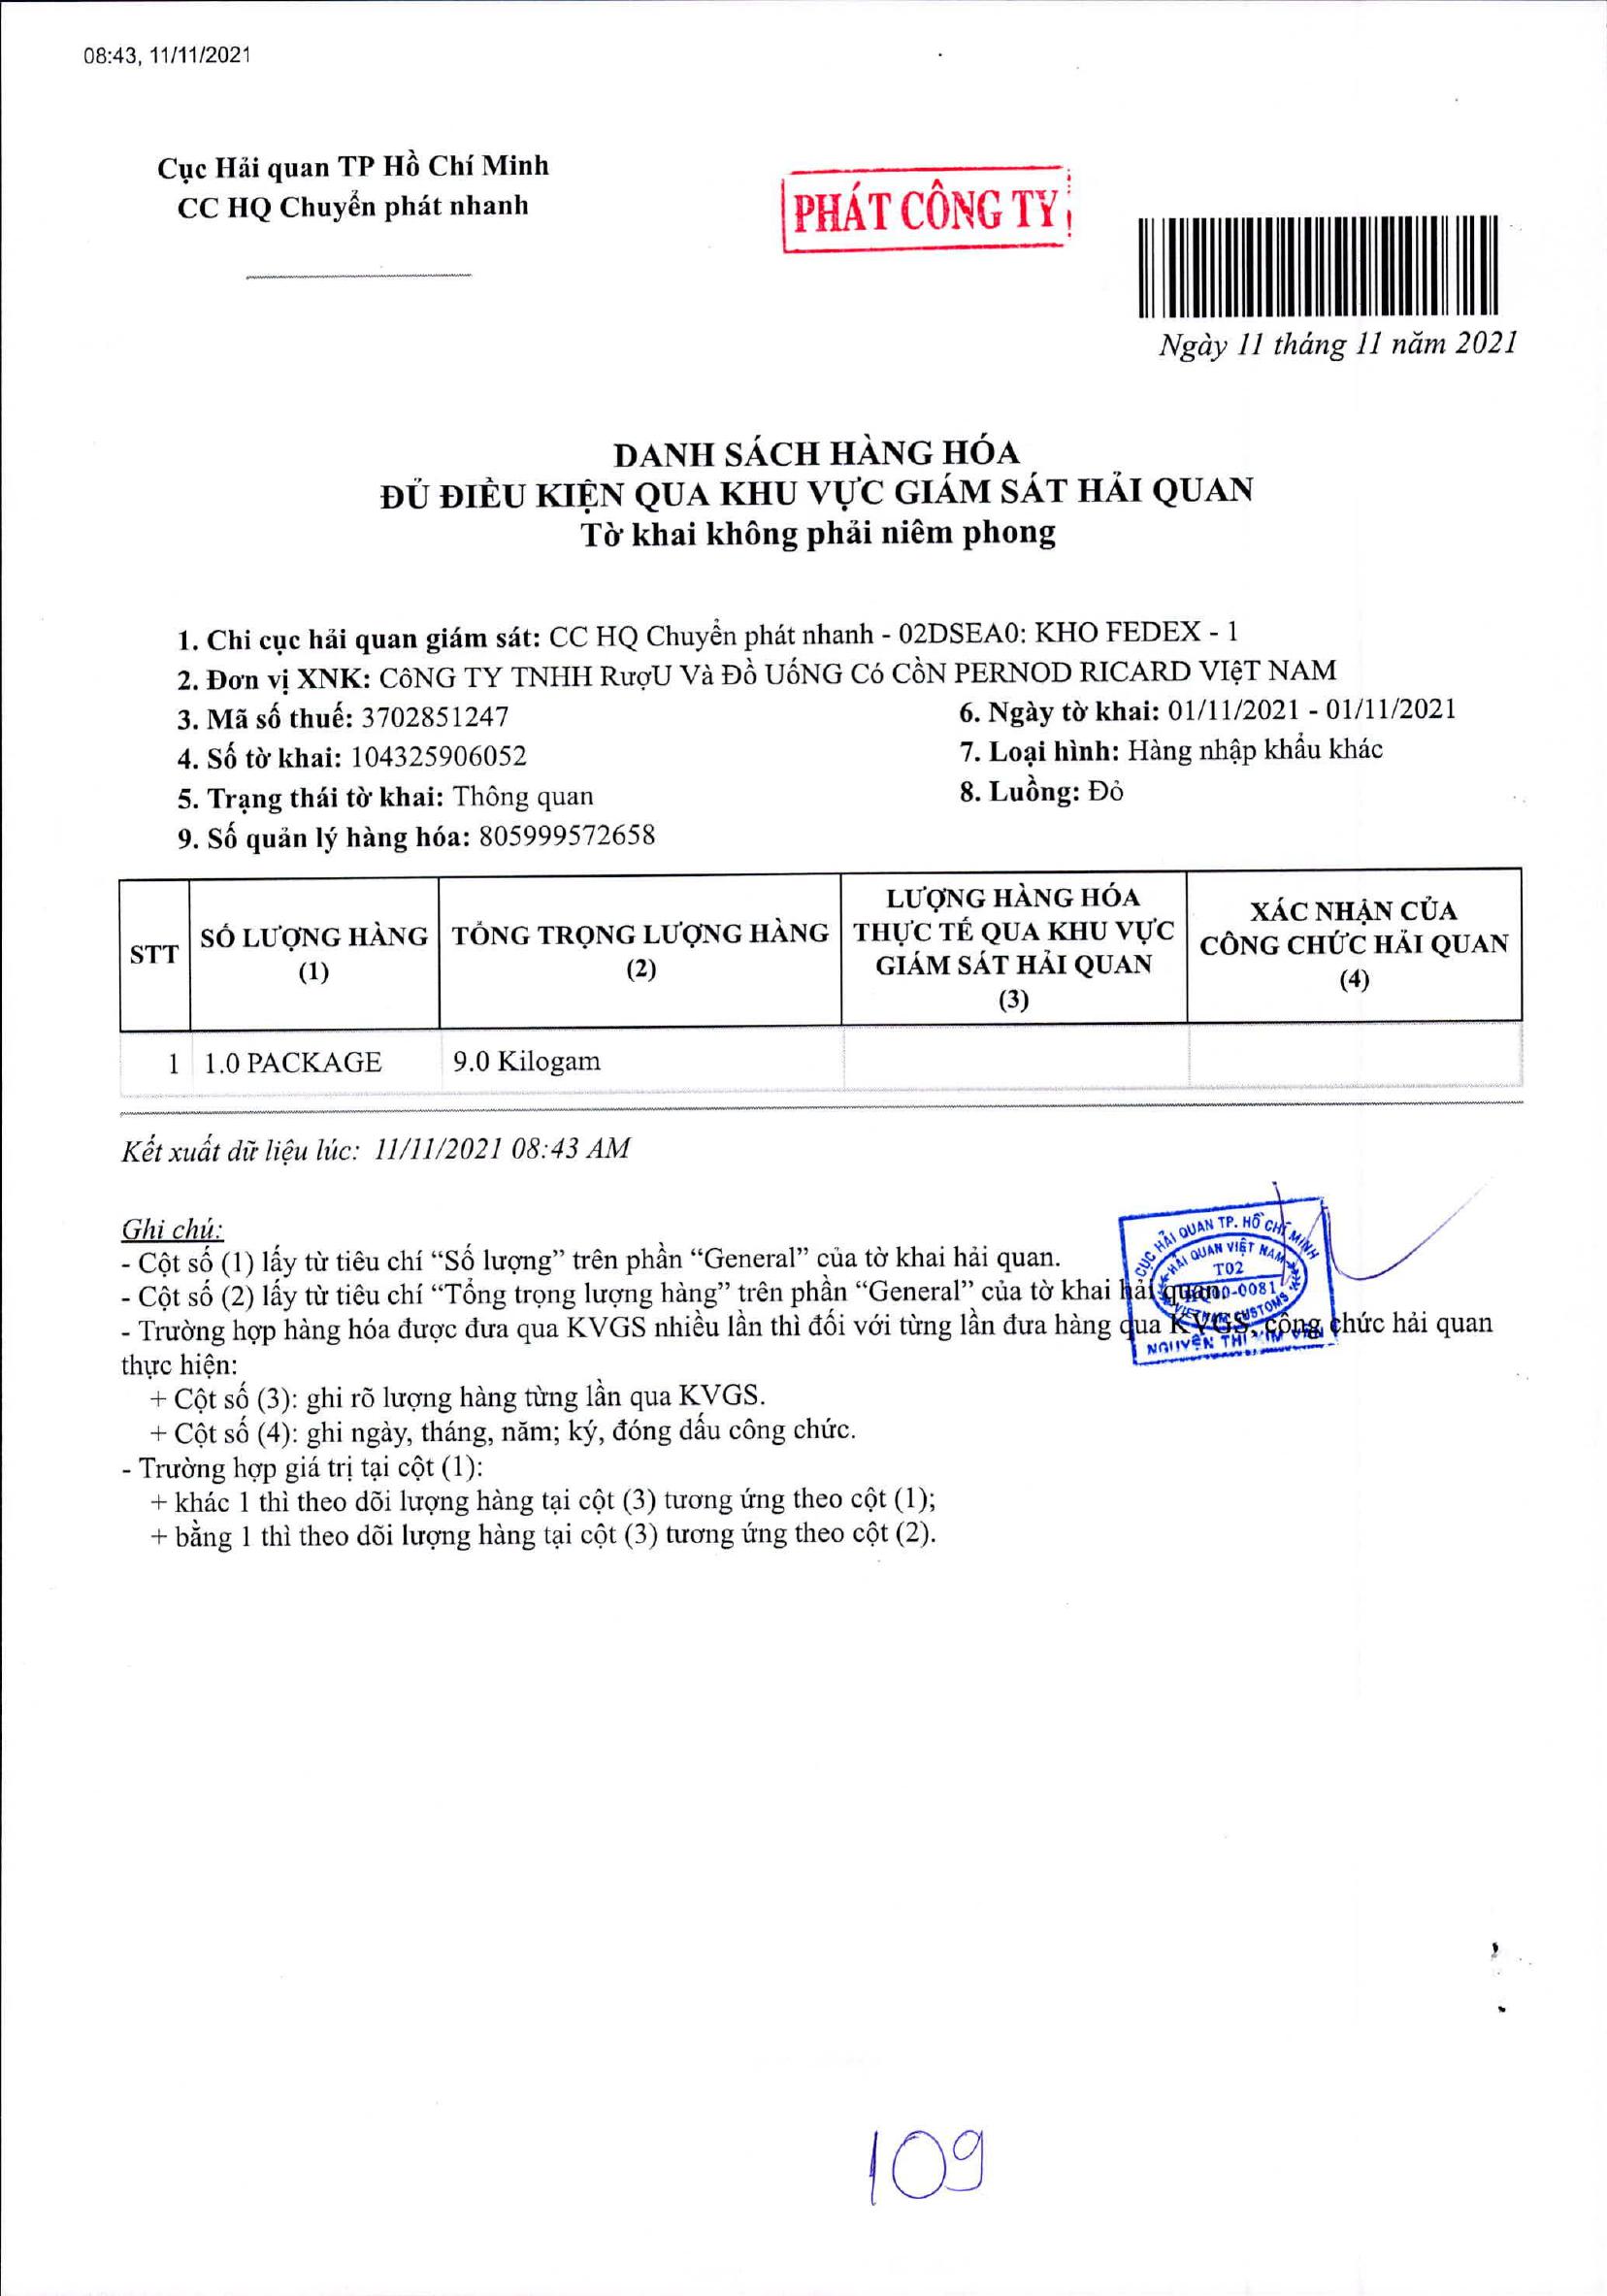 08:43, 11/11/2021
Cục Hải quan TP Hồ Chí Minh
CC HQ Chuyển phát nhanh
PHÁT CÔNG TY
Ngày 11 tháng 11 năm 2021
DANH SÁCH HÀNG HÓA
ĐỦ ĐIỀU KIỆN QUA KHU VỰC GIÁM SÁT HẢI QUAN
Tờ khai không phải niêm phong
1. Chi cục hải quan giám sát: CC HQ Chuyển phát nhanh - 02DSEA0: KHO FEDEX - 1
2. Đơn vị XNK: CôNG TY TNHH RượU Và Đồ UốNG Có CồN PERNOD RICARD VIệT NAM
3. Mã số thuế: 3702851247
6. Ngày tờ khai: 01/11/2021 - 01/11/2021
4. Số tờ khai: 104325906052
7. Loại hình: Hàng nhập khẩu khác
5. Trạng thái tờ khai: Thông quan
8. Luồng: Đỏ
9. Số quản lý hàng hóa: 805999572658
STT
SỐ LƯỢNG HÀNG
(1)
TỔNG TRỌNG LƯỢNG HÀNG
(2)
LƯỢNG HÀNG HÓA
THỰC TẾ QUA KHU VỰC
GIÁM SÁT HẢI QUAN
(3)
XÁC NHẬN CỦA
CÔNG CHỨC HẢI QUAN
(4)
1 1.0 PACKAGE 9.0 Kilogam
Kết xuất dữ liệu lúc: 11/11/2021 08:43 AM
Ghi chú:
- Cột số (1) lấy từ tiêu chí “Số lượng” trên phần “General” của tờ khai hải quan.
- Cột số (2) lấy từ tiêu chí “Tổng trọng lượng hàng” trên phần “General” của tờ khai hải quan.
- Trường hợp hàng hóa được đưa qua KVGS nhiều lần thì đối với từng lần đưa hàng qua KVGS, công chức hải quan
thực hiện:
+ Cột số (3): ghi rõ lượng hàng từng lần qua KVGS.
+ Cột số (4): ghi ngày, tháng, năm; ký, đóng dấu công chức.
- Trường hợp giá trị tại cột (1):
+ khác 1 thì theo dõi lượng hàng tại cột (3) tương ứng theo cột (1);
+ bằng 1 thì theo dõi lượng hàng tại cột (3) tương ứng theo cột (2).
CỤC HẢI QUAN TP. HỒ CHÍ MINH
HẢI QUAN VIỆT NAM
T02
VIETNAM CUSTOMS
NGUYỄN THỊ KIM
109